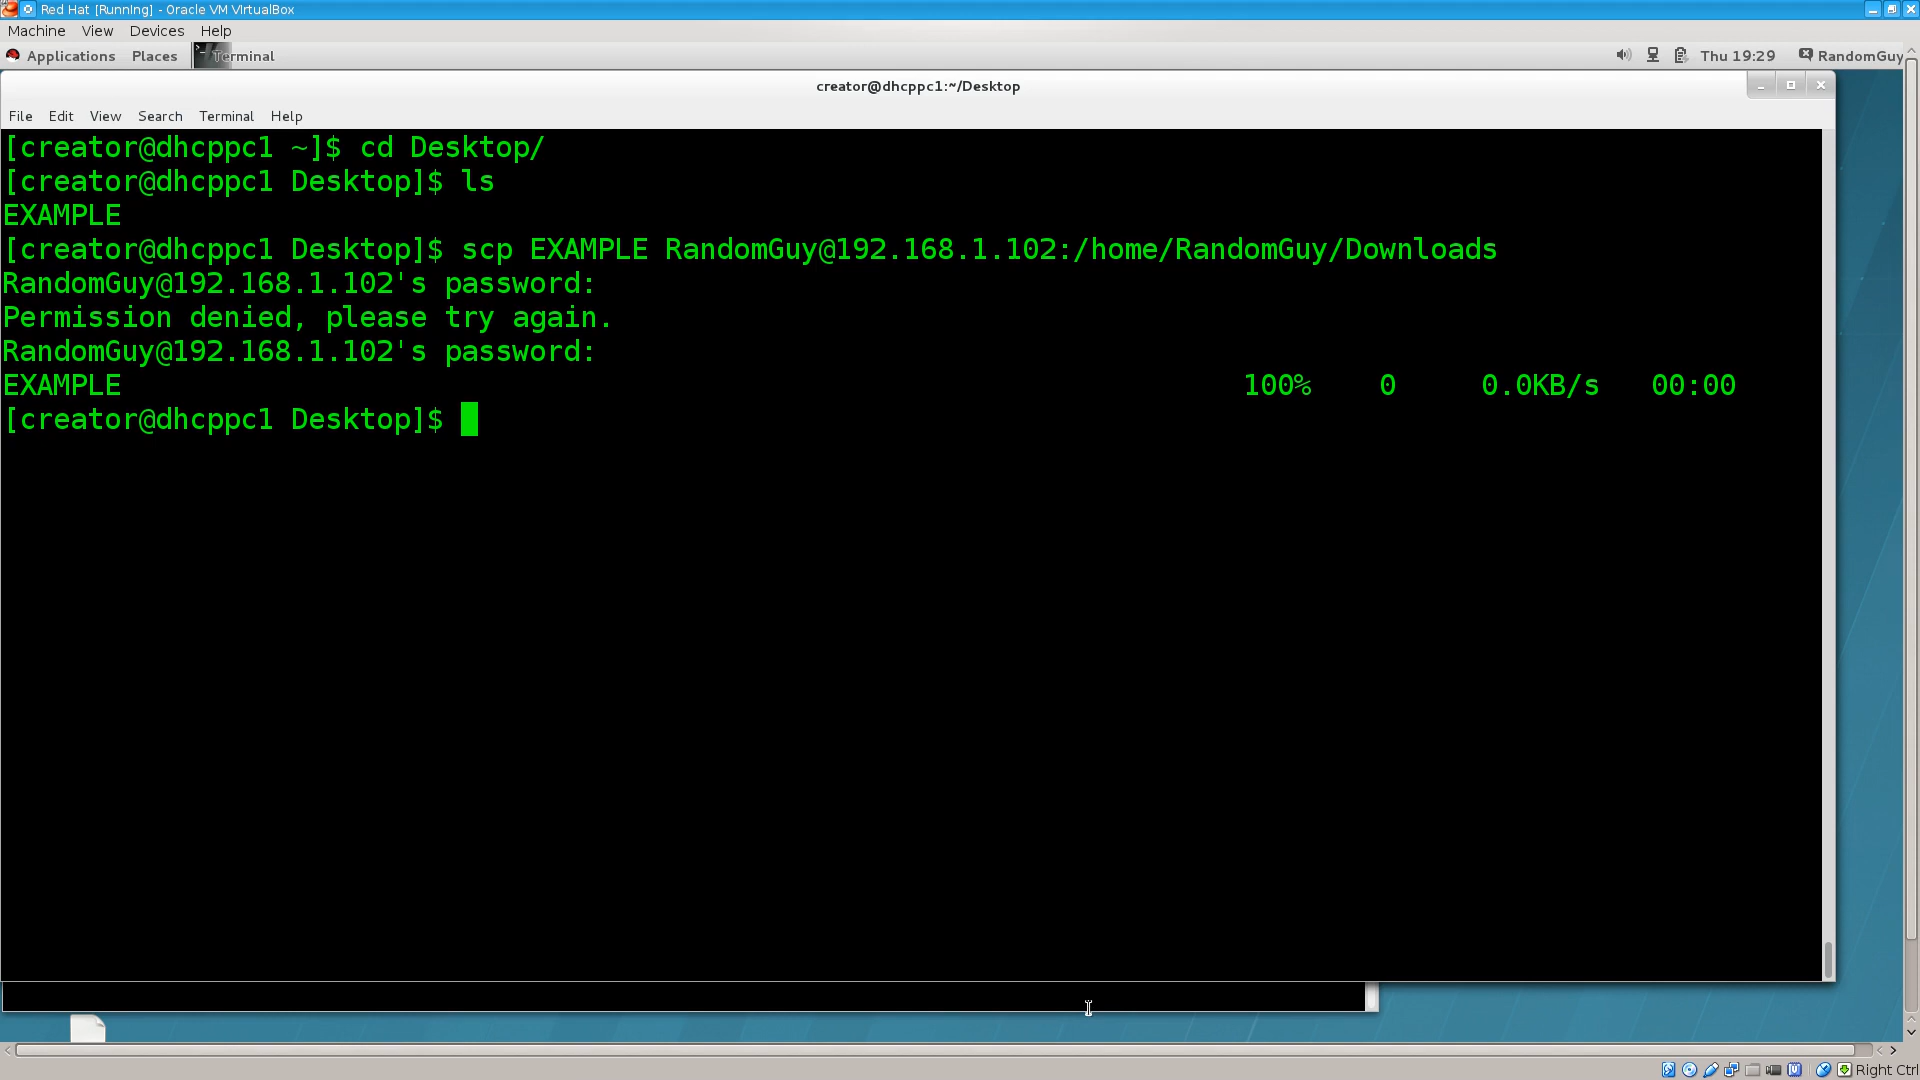 Red Hat [Running] - Oracle VM VirtualBox
Machine View Devices Help
Applications Places Terminal Thu 19:29 RandomGuy
creator@dhcppc1:~/Desktop
File Edit View Search Terminal Help
[creator@dhcppc1 ~]$ cd Desktop/
[creator@dhcppc1 Desktop]$ ls
EXAMPLE
[creator@dhcppc1 Desktop]$ scp EXAMPLE RandomGuy@192.168.1.102:/home/RandomGuy/Downloads
RandomGuy@192.168.1.102's password:
Permission denied, please try again.
RandomGuy@192.168.1.102's password:
EXAMPLE 100% 0 0.0KB/s 00:00
[creator@dhcppc1 Desktop]$
Right Ctrl